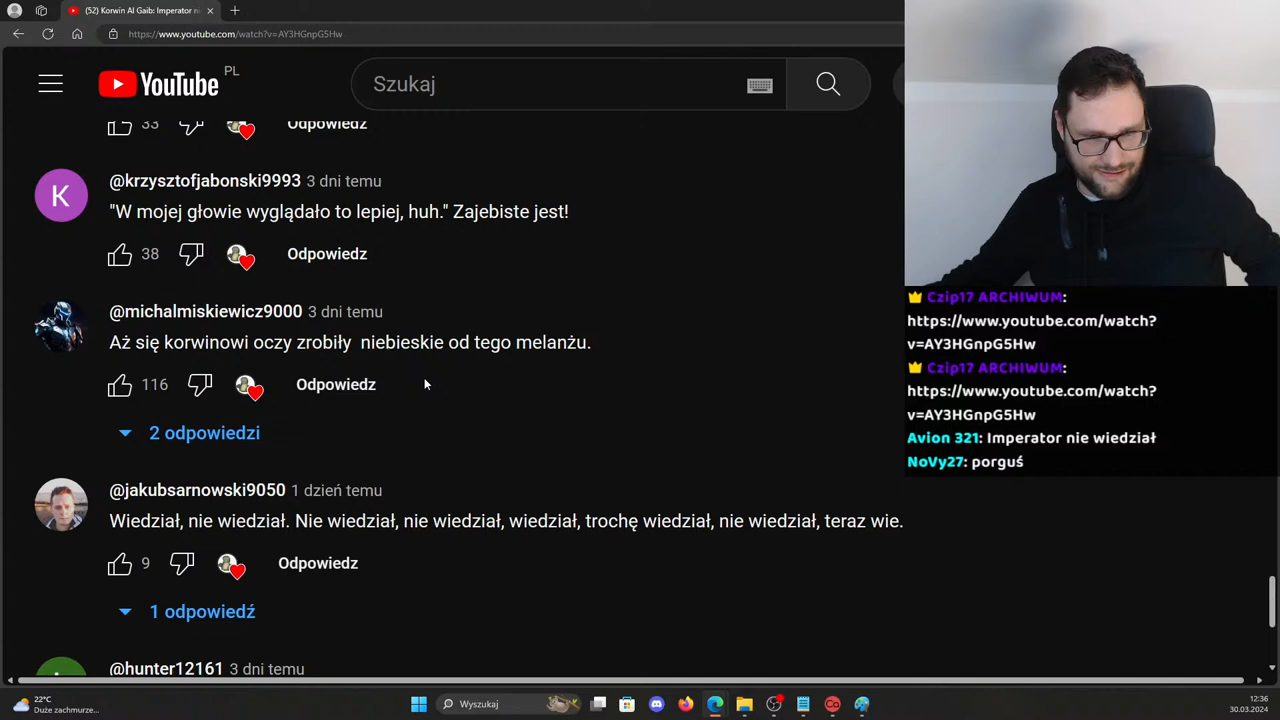 (52) Korwin Al Gaib: Imperator ni
https://www.youtube.com/watch?v=AY3HGnpG5Hw
YouTube PL
Szukaj
33 Odpowiedz
K
@krzysztofjabonski9993 3 dni temu
"W mojej głowie wyglądało to lepiej, huh." Zajebiste jest!
38 Odpowiedz
@michalmiskiewicz9000 3 dni temu
Aż się korwinowi oczy zrobiły niebieskie od tego melanżu.
116 Odpowiedz
2 odpowiedzi
@jakubsarnowski9050 1 dzień temu
Wiedział, nie wiedział. Nie wiedział, nie wiedział, wiedział, trochę wiedział, nie wiedział, teraz wie.
9 Odpowiedz
1 odpowiedź
@hunter12161 3 dni temu
Czip17 ARCHIWUM:
https://www.youtube.com/watch?
v=AY3HGnpG5Hw
Czip17 ARCHIWUM:
https://www.youtube.com/watch?
v=AY3HGnpG5Hw
Avion 321: Imperator nie wiedział
NoVy27: porguś
22°C
Duże zachmurze...
Wyszukaj
Co
12:36
30.03.2024